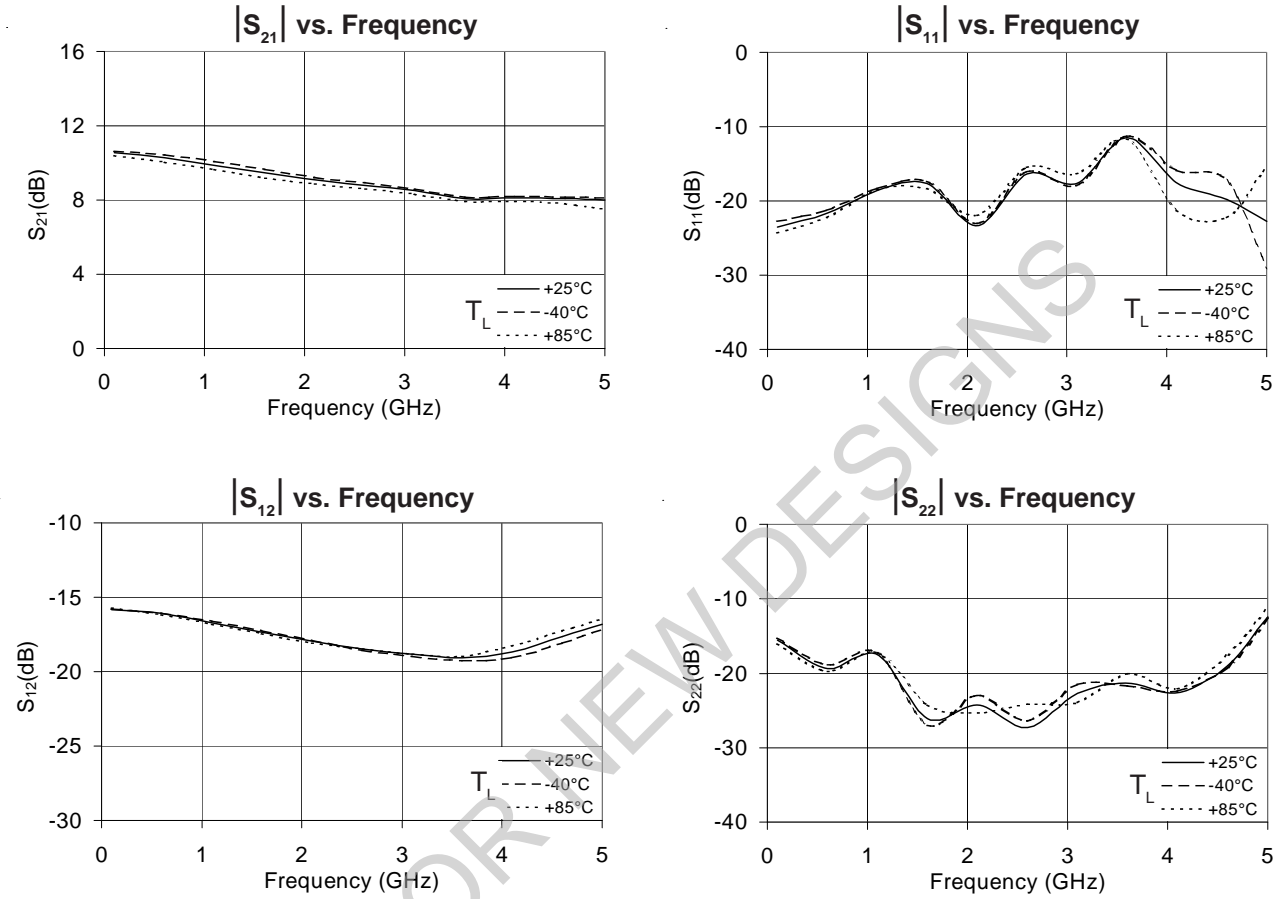 |S21| vs. Frequency
16
12
8
4
0
S21(dB)
0 1 2 3 4 5
Frequency (GHz)
TL
+25°C
-40°C
+85°C
|S11| vs. Frequency
0
-10
-20
-30
-40
S11(dB)
0 1 2 3 4 5
Frequency (GHz)
TL
+25°C
-40°C
+85°C
|S12| vs. Frequency
-10
-15
-20
-25
-30
S12(dB)
0 1 2 3 4 5
Frequency (GHz)
TL
+25°C
-40°C
+85°C
|S22| vs. Frequency
0
-10
-20
-30
-40
S22(dB)
0 1 2 3 4 5
Frequency (GHz)
TL
+25°C
-40°C
+85°C
OR NEW DESIGNS